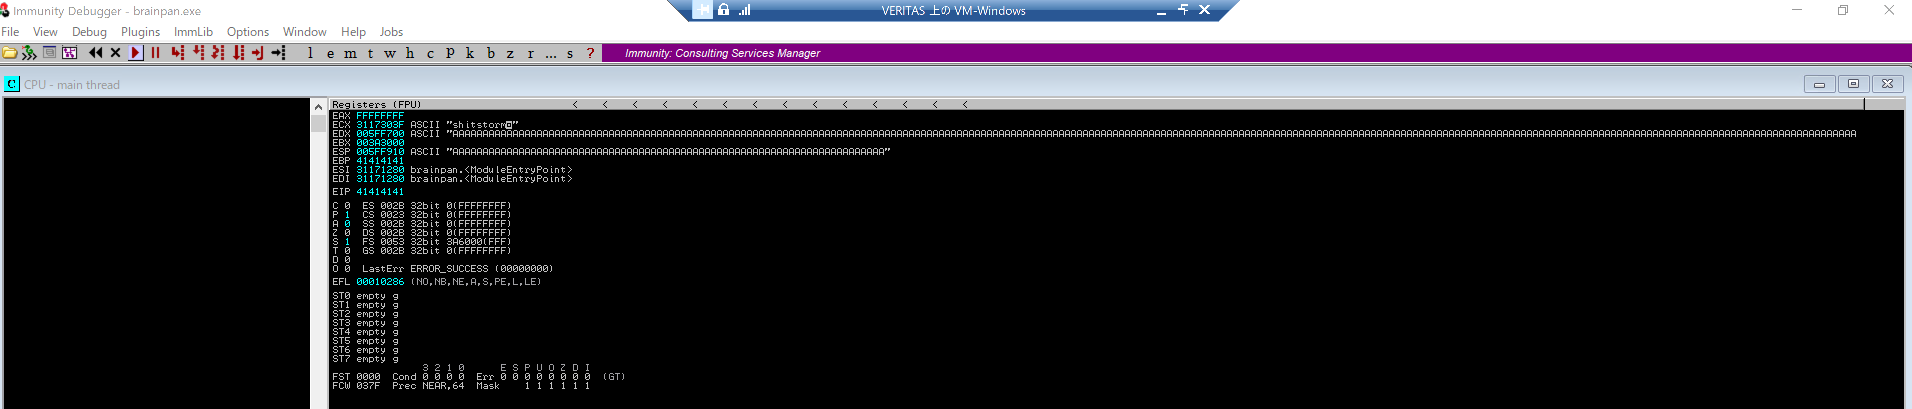 Immunity Debugger - brainpan.exe
VERITAS 上の VM-Windows
File View Debug Plugins ImmLib Options Window Help Jobs
l e m t w h c p k b z r ... s ?
Immunity: Consulting Services Manager
C CPU - main thread
Registers (FPU) < < < < < < < < < < < < < <
EAX FFFFFFFF
ECX 3117303F ASCII "shitstorm
EDX 005FF700 ASCII
EBX 003A3000
ESP 005FF910 ASCII
EBP 41414141
ESI 31171280 brainpan.<ModuleEntryPoint>
EDI 31171280 brainpan.<ModuleEntryPoint>
EIP 41414141
C 0 ES 002B 32bit 0(FFFFFFFF)
P 1 CS 0023 32bit 0(FFFFFFFF)
A 0 SS 002B 32bit 0(FFFFFFFF)
Z 0 DS 002B 32bit 0(FFFFFFFF)
S 1 FS 0053 32bit 3A6000(FFF)
T 0 GS 002B 32bit 0(FFFFFFFF)
D 0
O 0 LastErr ERROR_SUCCESS (00000000)
EFL 00010286 (NO,NB,NE,A,S,PE,L,LE)
ST0 empty g
ST1 empty g
ST2 empty g
ST3 empty g
ST4 empty g
ST5 empty g
ST6 empty g
ST7 empty g
3 2 1 0 E S P U O Z D I
FST 0000 Cond 0 0 0 0 Err 0 0 0 0 0 0 0 0 (GT)
FCW 037F Prec NEAR,64 Mask 1 1 1 1 1 1